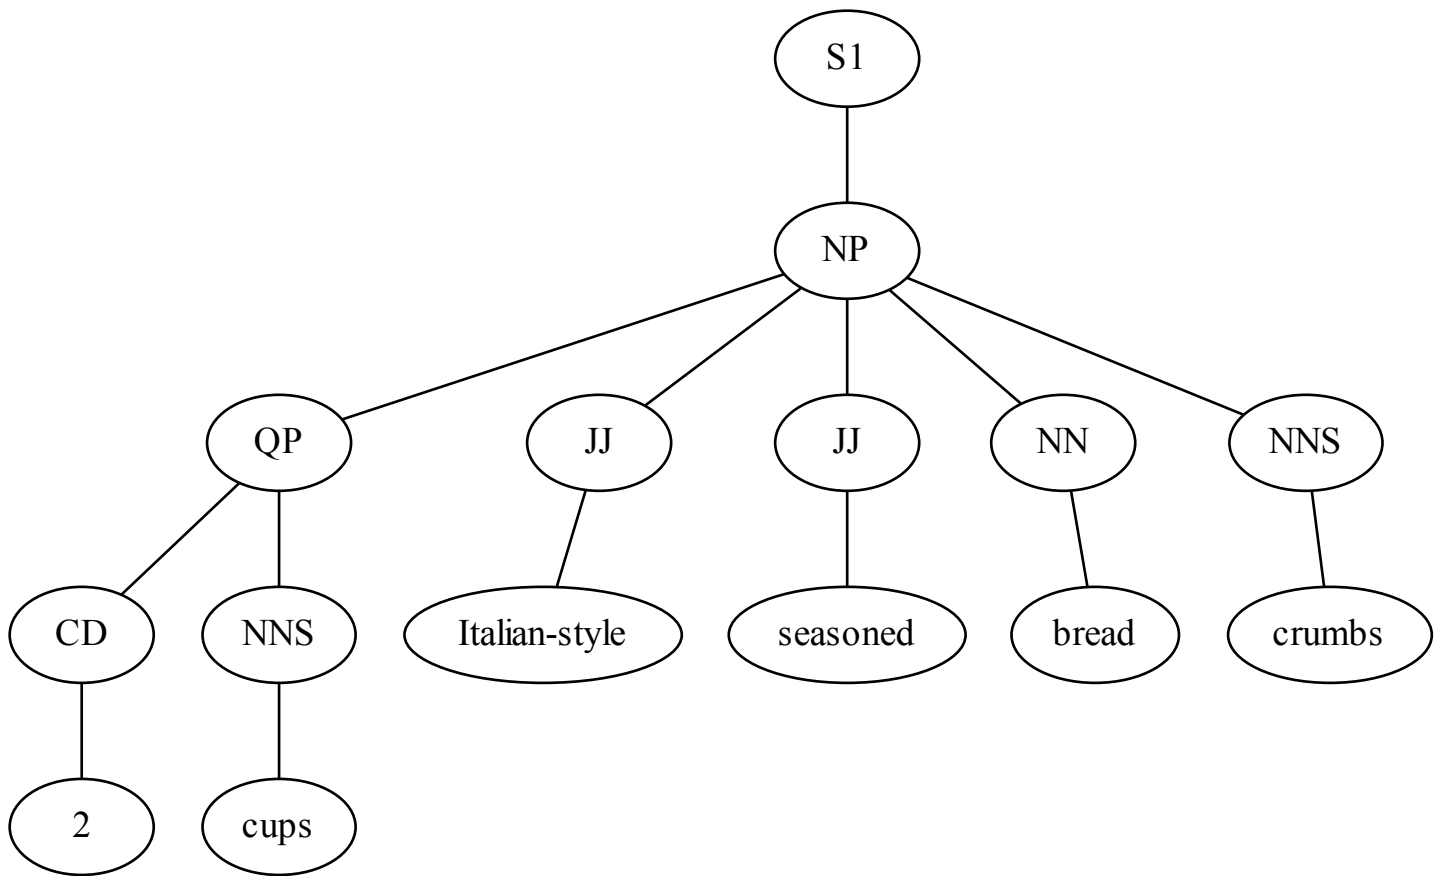 S1
NP
QP JJ JJ NN NNS
CD NNS Italian-style seasoned bread crumbs
2 cups